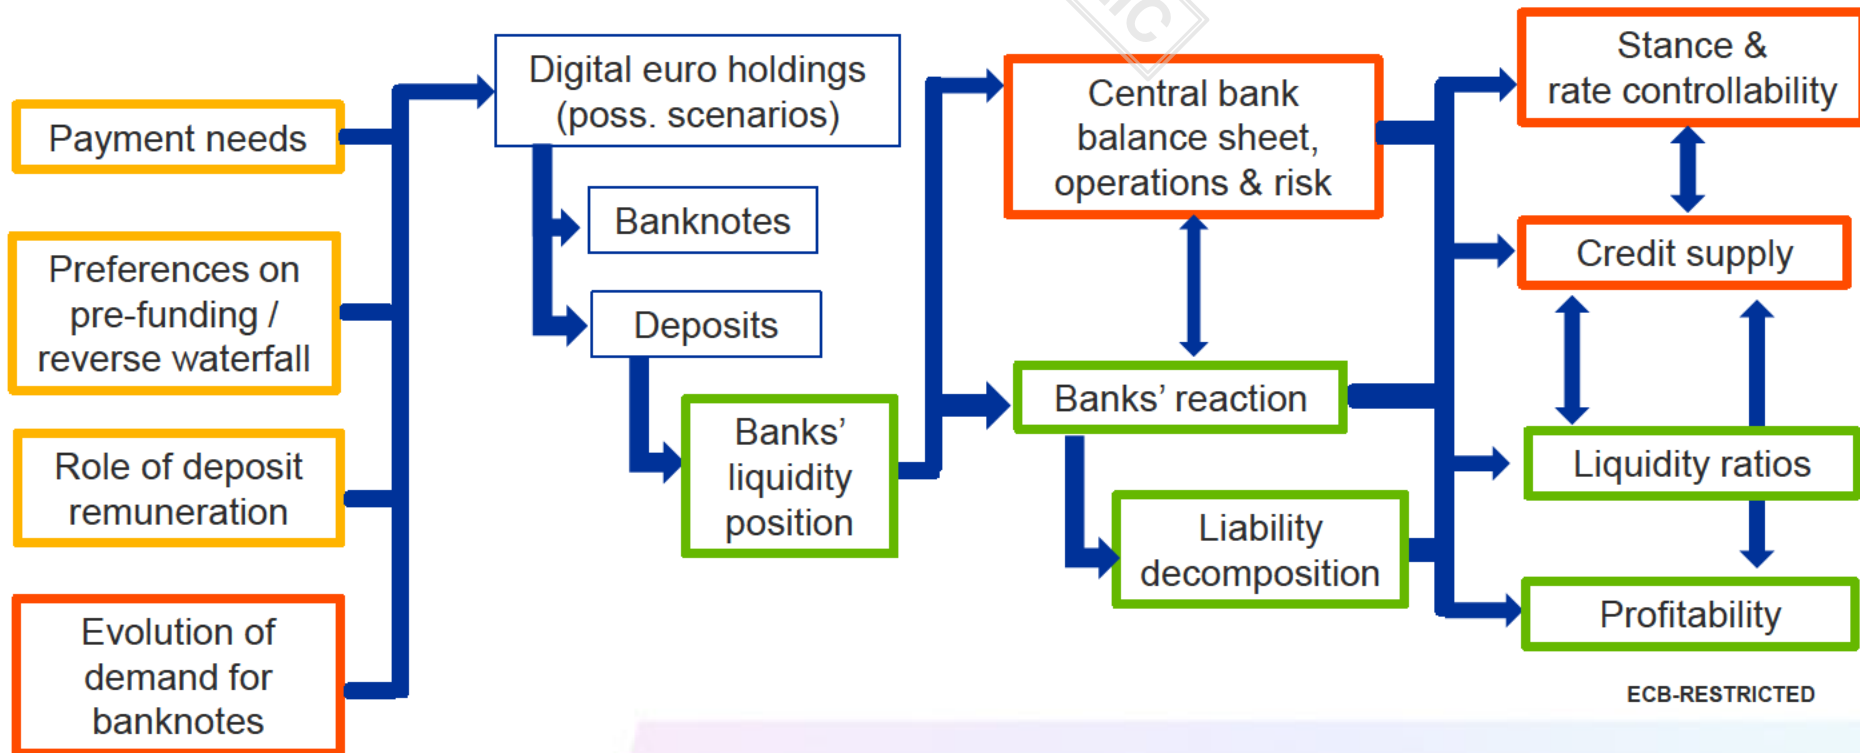 Payment needs
Preferences on
pre-funding /
reverse waterfall
Role of deposit
remuneration
Evolution of
demand for
banknotes
Digital euro holdings
(poss. scenarios)
Banknotes
Deposits
Banks’
liquidity
position
Central bank
balance sheet,
operations & risk
Banks’ reaction
Liability
decomposition
Stance &
rate controllability
Credit supply
Liquidity ratios
Profitability
ECB-RESTRICTED